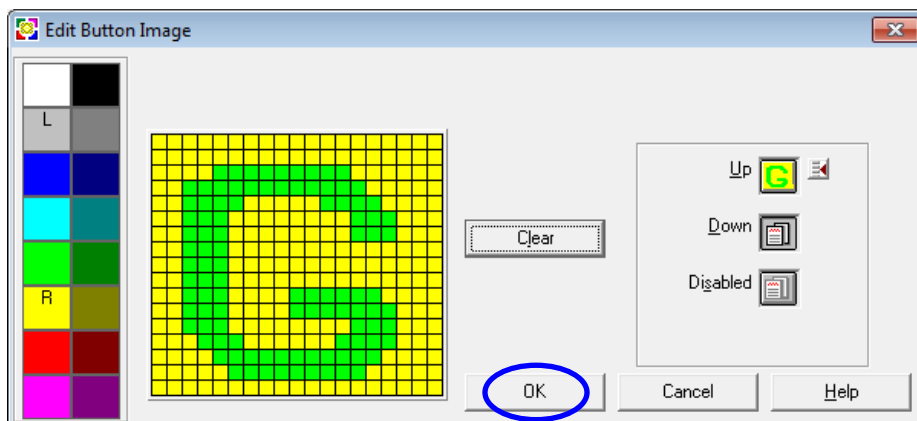 Edit Button Image
L
R
G
Clear
Up G
Down
Disabled
OK
Cancel
Help